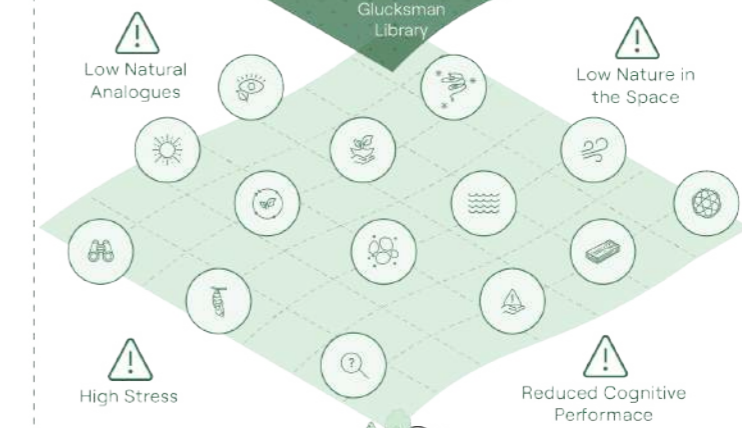 Glucksman
Library
Low Natural
Analogues
Low Nature in
the Space
?
High Stress
Reduced Cognitive
Performace